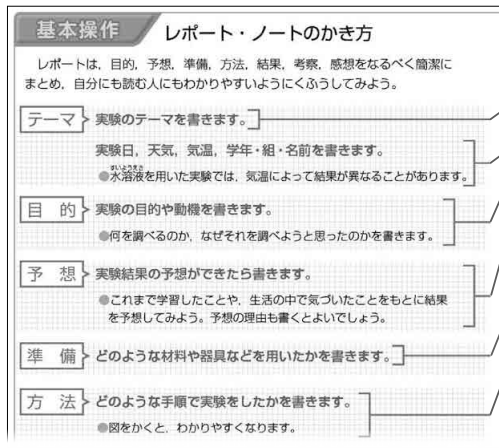 基本操作 レポート・ノートのかき方
レポートは,目的,予想,準備,方法,結果,考察,感想をなるべく簡潔に
まとめ,自分にも読む人にもわかりやすいようにくふうしてみよう。
テーマ 実験のテーマを書きます。
実験日,天気,気温,学年・組・名前を書きます。
すいようえき
●水溶液を用いた実験では,気温によって結果が異なることがあります。
目 的 実験の目的や動機を書きます。
●何を調べるのか,なぜそれを調べようと思ったのかを書きます。
予 想 実験結果の予想ができたら書きます。
●これまで学習したことや,生活の中で気づいたことをもとに結果
を予想してみよう。予想の理由も書くとよいでしょう。
準 備 どのような材料や器具などを用いたかを書きます。
方 法 どのような手順で実験をしたかを書きます。
●図をかくと,わかりやすくなります。